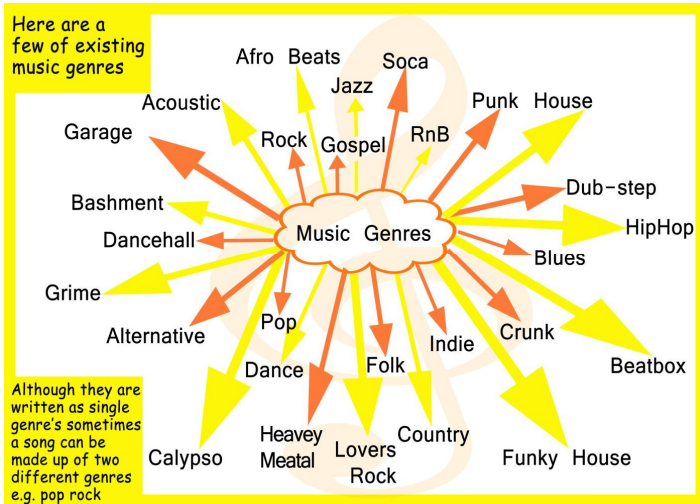 Here are a
few of existing
music genres
Afro Beats
Soca
Jazz
Acoustic
Punk
House
Garage
Rock
Gospel
RnB
Bashment
Dub-step
Dancehall
Music Genres
HipHop
Blues
Grime
Alternative
Pop
Indie
Crunk
Dance
Folk
Beatbox
Although they are
written as single
genre's sometimes
a song can be
made up of two
different genres
e.g. pop rock
Calypso
Heavey
Meatal
Lovers
Rock
Country
Funky House